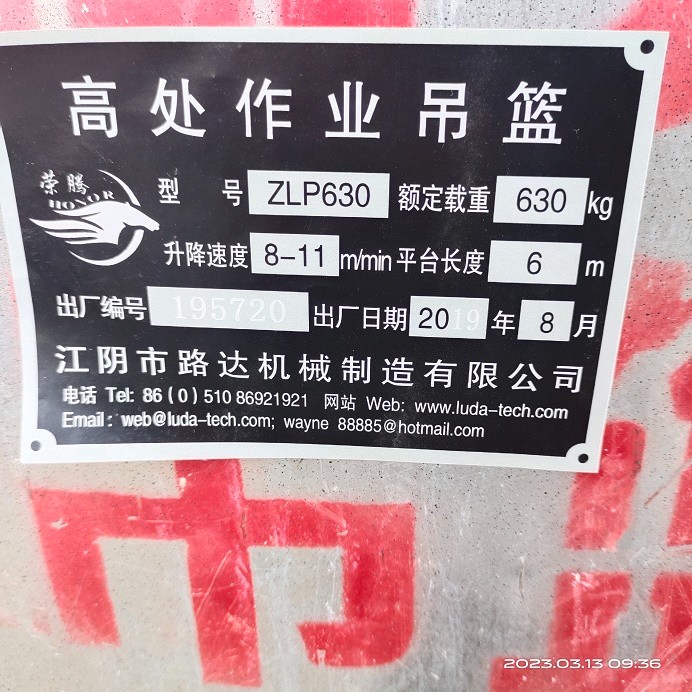 高处作业吊篮
荣腾
HONOR
型 号 ZLP630 额定载重 630 kg
升降速度 8-11 m/min 平台长度 6 m
出厂编号 195720 出厂日期 2019 年 8 月
江阴市路达机械制造有限公司
电话 Tel: 86(0)510 86921921 网站 Web: www.luda-tech.com
Email: web@luda-tech.com; wayne 88885@hotmail.com
2023.03.13 09:36